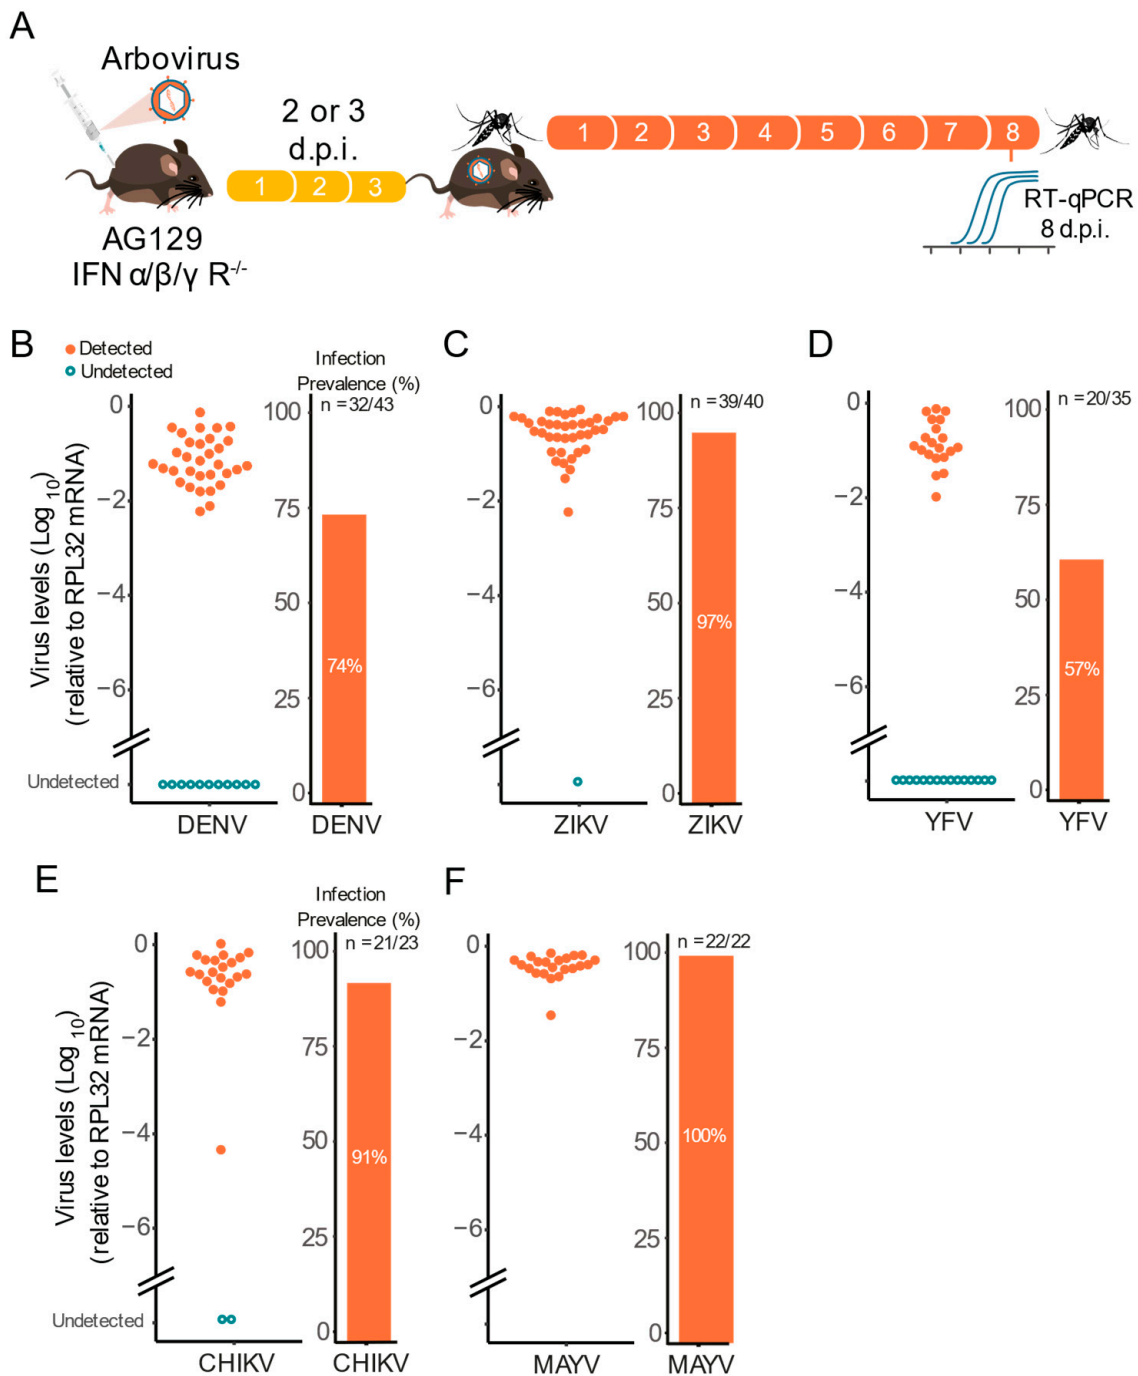 A
Arbovirus
2 or 3
d.p.i.
1 2 3
1 2 3 4 5 6 7 8
AG129
IFN α/β/γ R-/-
RT-qPCR
8 d.p.i.
B
Detected
Undetected
Virus levels (Log 10)
(relative to RPL32 mRNA)
0
−2
−4
−6
Undetected
DENV
Infection
Prevalence (%)
n =32/43
100
75
50
25
0
74%
DENV
C
0
−2
−4
−6
ZIKV
n =39/40
100
75
50
25
0
97%
ZIKV
D
0
−2
−4
−6
YFV
n =20/35
100
75
50
25
0
57%
YFV
E
Virus levels (Log 10)
(relative to RPL32 mRNA)
0
−2
−4
−6
Undetected
CHIKV
Infection
Prevalence (%)
n =21/23
100
75
50
25
0
91%
CHIKV
F
0
−2
−4
−6
MAYV
n =22/22
100
75
50
25
0
100%
MAYV